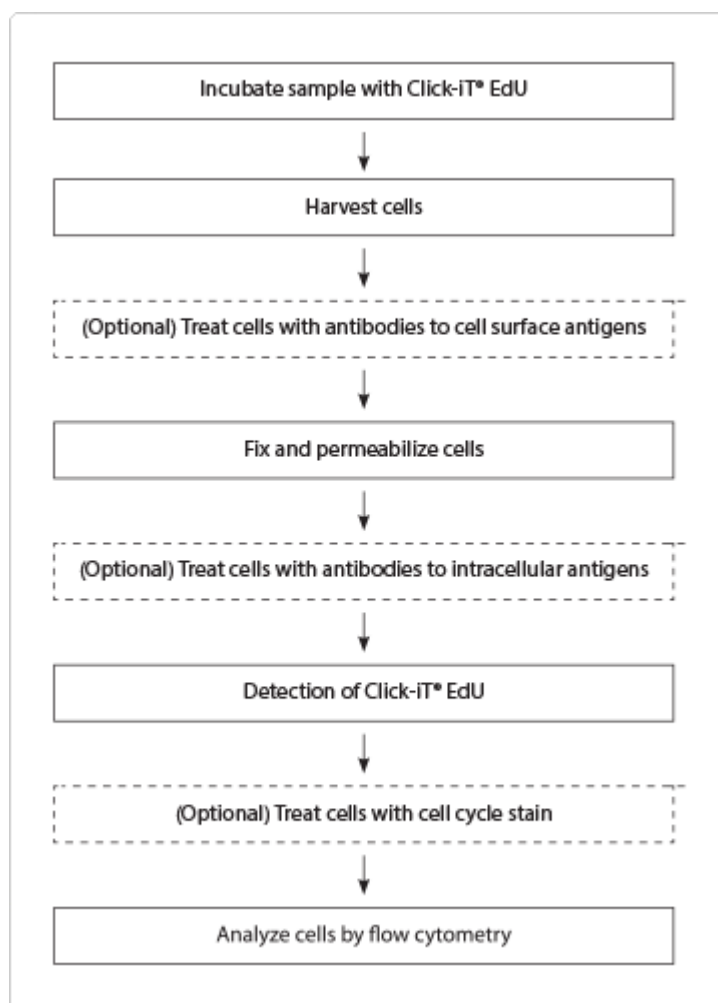 Incubate sample with Click-iT® EdU
Harvest cells
(Optional) Treat cells with antibodies to cell surface antigens
Fix and permeabilize cells
(Optional) Treat cells with antibodies to intracellular antigens
Detection of Click-iT® EdU
(Optional) Treat cells with cell cycle stain
Analyze cells by flow cytometry